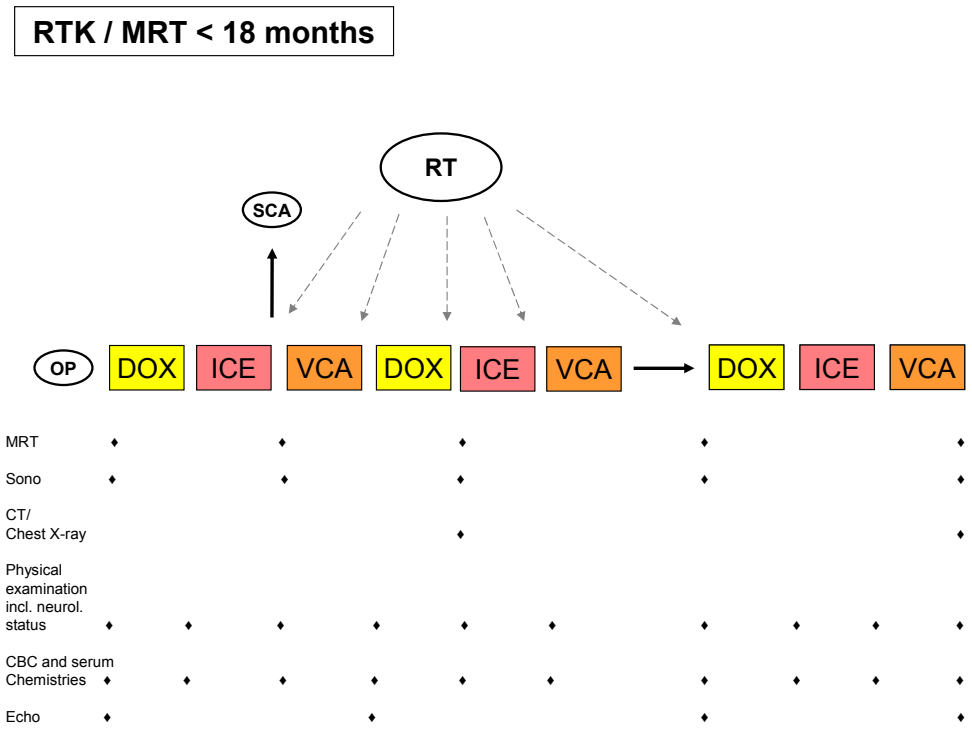 RTK / MRT < 18 months
RT
SCA
OP DOX ICE VCA DOX ICE VCA DOX ICE VCA
MRT
Sono
CT/
Chest X-ray
Physical
examination
incl. neurol.
status
CBC and serum
Chemistries
Echo